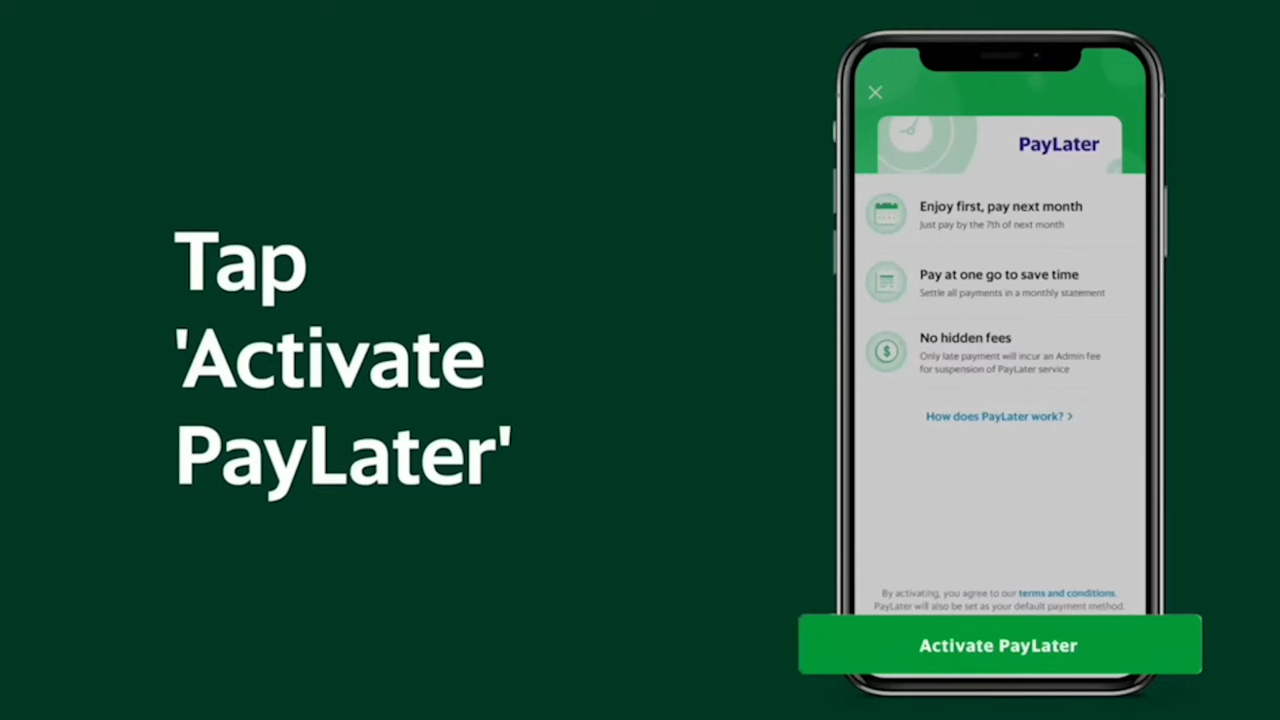 Tap
'Activate
PayLater'
PayLater
Enjoy first, pay next month
Just pay by the 7th of next month
Pay at one go to save time
Settle all payments in a monthly statement
No hidden fees
Only late payment will incur an Admin fee
for suspension of PayLater service
How does PayLater work? >
By activating, you agree to our terms and conditions.
PayLater will also be set as your default payment method.
Activate PayLater